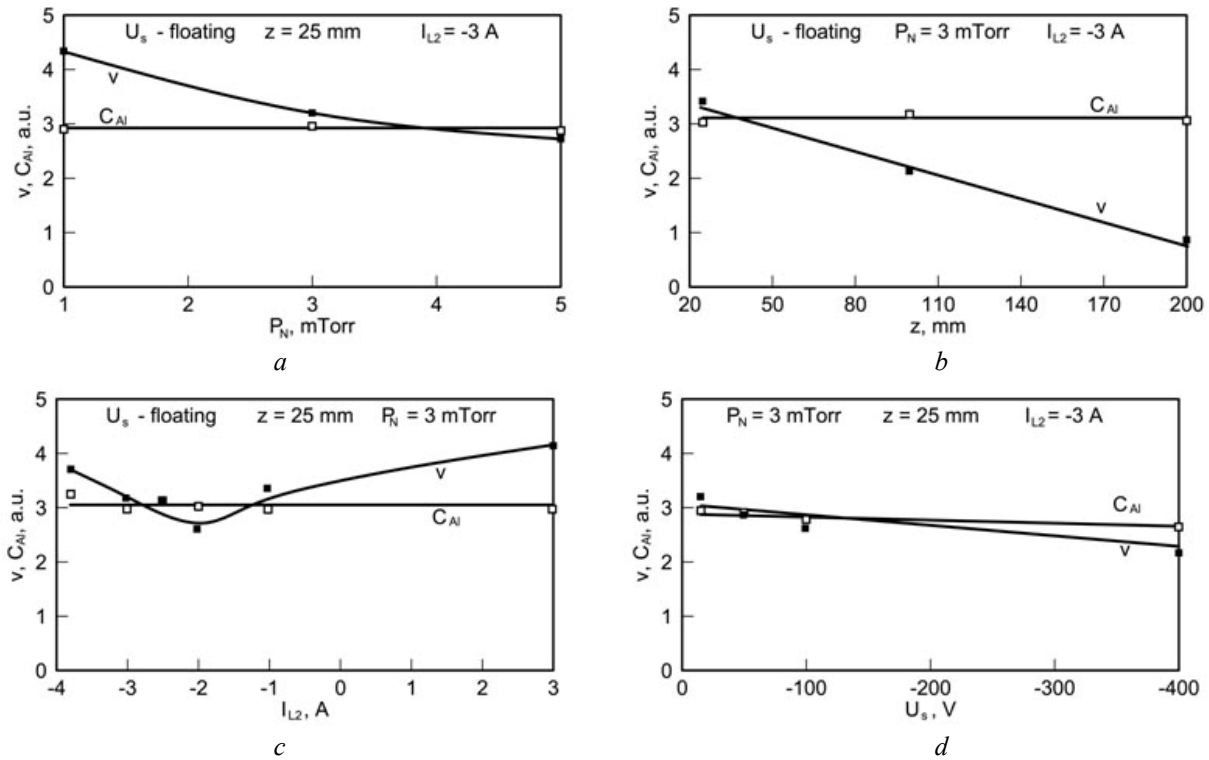 U_s - floating z = 25 mm I_L2 = -3 A
5
4
3
2
1
0
v
C_Al
v, C_Al, a.u.
1 2 3 4 5
P_N, mTorr
a
U_s - floating P_N = 3 mTorr I_L2 = -3 A
5
4
3
2
1
0
C_Al
v
v, C_Al, a.u.
20 50 80 110 140 170 200
z, mm
b
U_s - floating z = 25 mm P_N = 3 mTorr
5
4
3
2
1
0
v
C_Al
v, C_Al, a.u.
-4 -3 -2 -1 0 1 2 3
I_L2, A
c
P_N = 3 mTorr z = 25 mm I_L2 = -3 A
5
4
3
2
1
0
C_Al
v
v, C_Al, a.u.
0 -100 -200 -300 -400
U_s , V
d